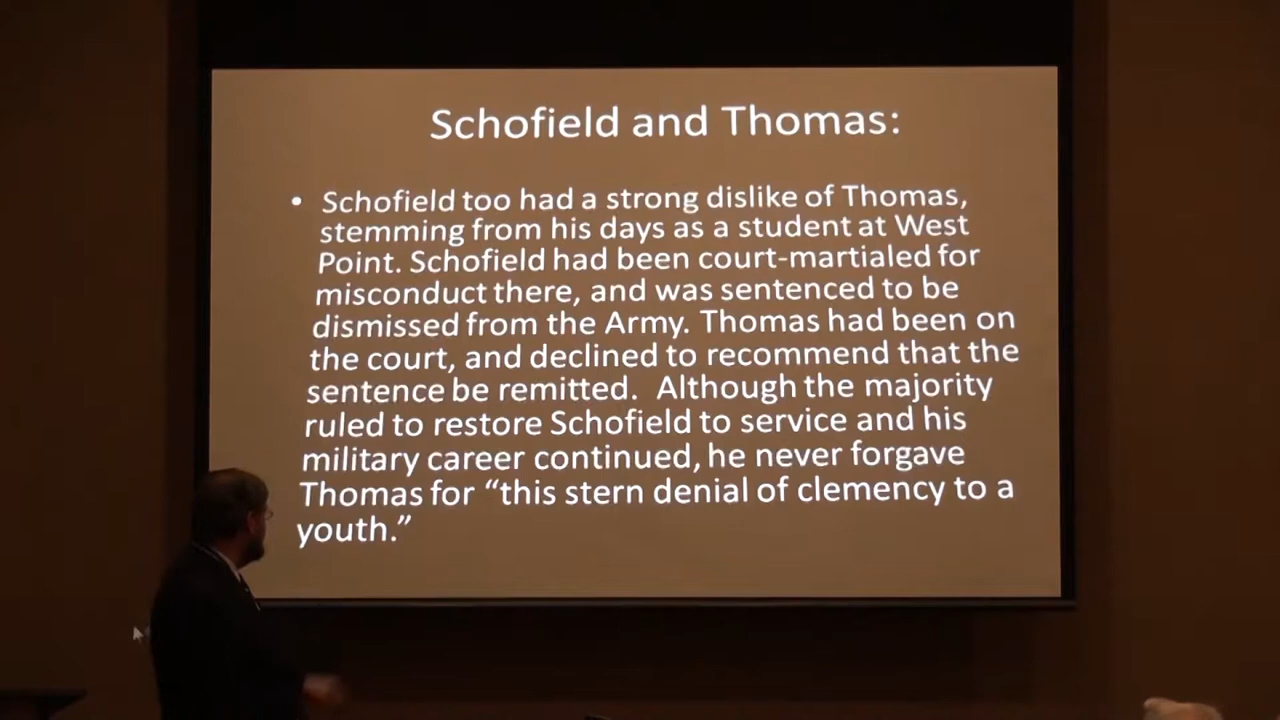 Schofield and Thomas:
• Schofield too had a strong dislike of Thomas,
stemming from his days as a student at West
Point. Schofield had been court-martialed for
misconduct there, and was sentenced to be
dismissed from the Army. Thomas had been on
the court, and declined to recommend that the
sentence be remitted.  Although the majority
ruled to restore Schofield to service and his
military career continued, he never forgave
Thomas for “this stern denial of clemency to a
youth.”